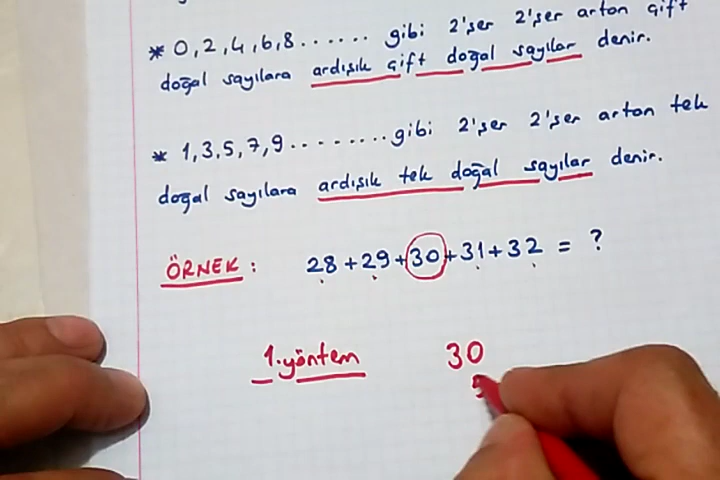 * 0, 2, 4, 6, 8 ...... gibi 2'şer 2'şer artan çift
doğal sayılara ardışık çift doğal sayılar denir.
* 1, 3, 5, 7, 9 ........ gibi 2'şer 2'şer artan tek
doğal sayılara ardışık tek doğal sayılar denir.
ÖRNEK: 28 + 29 + 30 + 31 + 32 = ?
1. yöntem 30